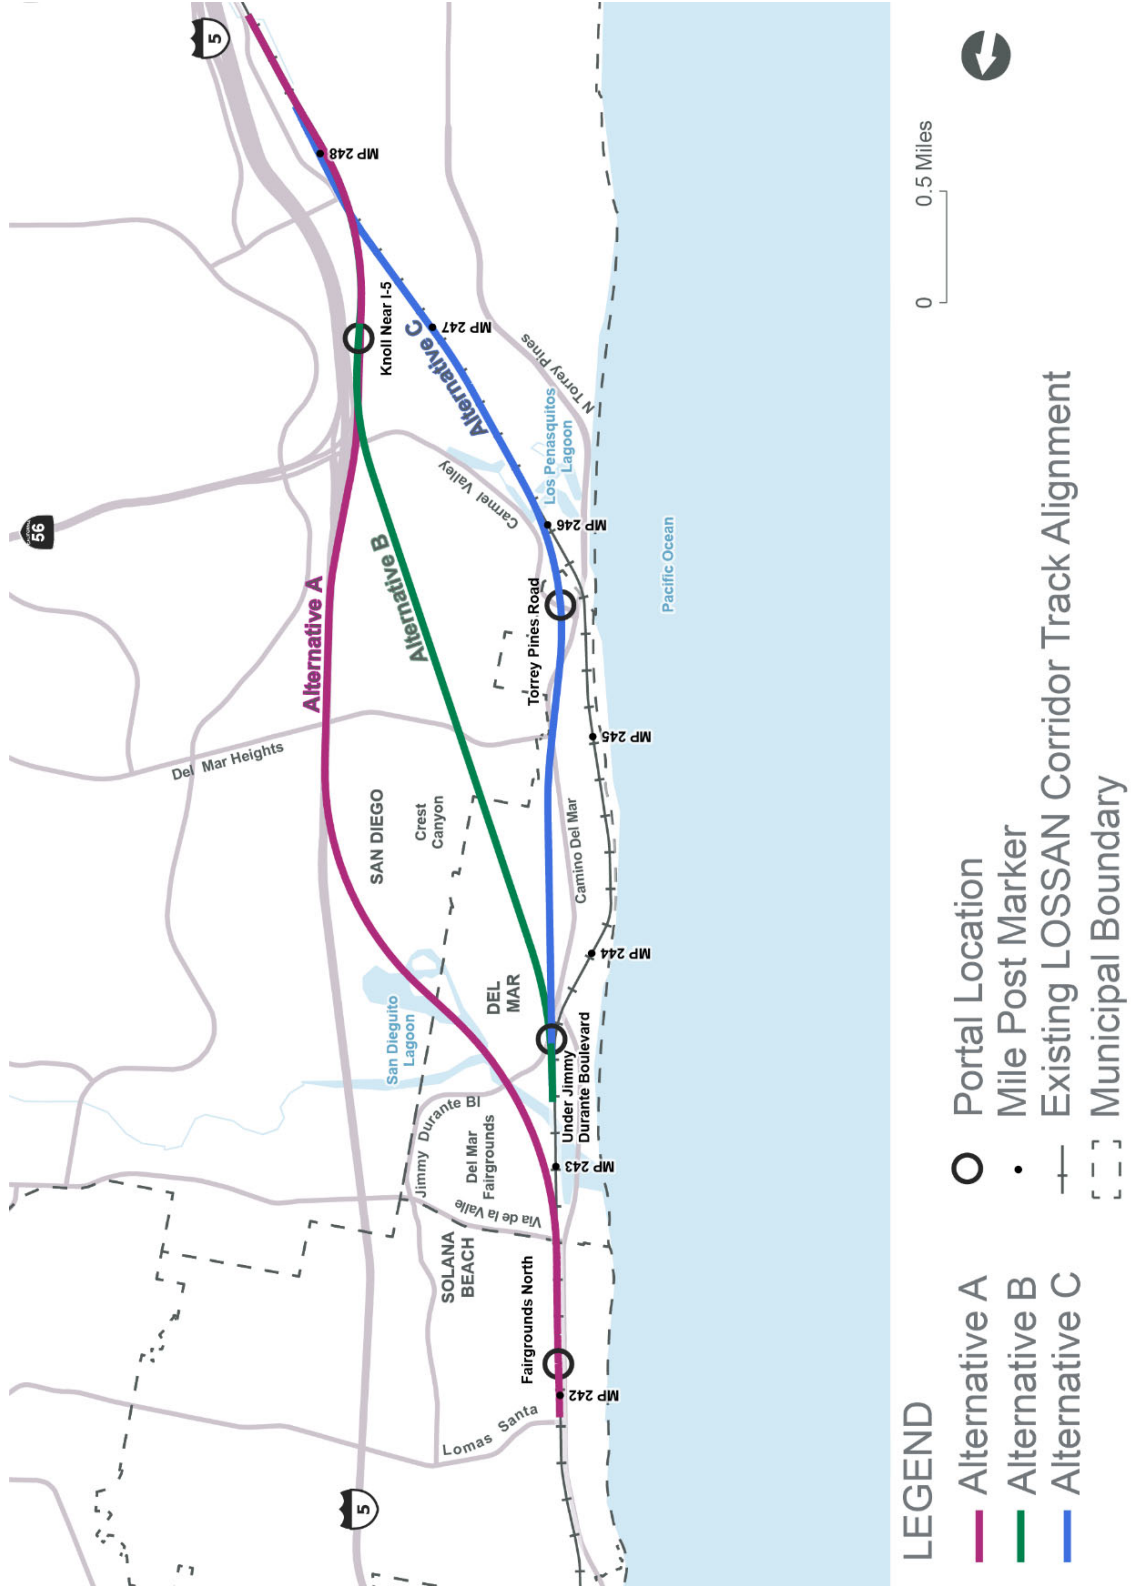 5
56
5
MP 248
MP 247
MP 246
MP 245
MP 244
MP 243
MP 242
Knoll Near I-5
Alternative C
N Torrey Pines
Los Penasquitos
Lagoon
Carmel Valley
Pacific Ocean
Alternative A
Alternative B
Torrey Pines Road
Del Mar Heights
SAN DIEGO
Crest
Canyon
Camino Del Mar
DEL
MAR
San Dieguito
Lagoon
Under Jimmy
Durante Boulevard
Jimmy Durante Bl
Del Mar
Fairgrounds
Via de la Valle
SOLANA
BEACH
Fairgrounds North
Lomas Santa
0
0.5 Miles
LEGEND
Alternative A
Alternative B
Alternative C
Portal Location
Mile Post Marker
Existing LOSSAN Corridor Track Alignment
Municipal Boundary